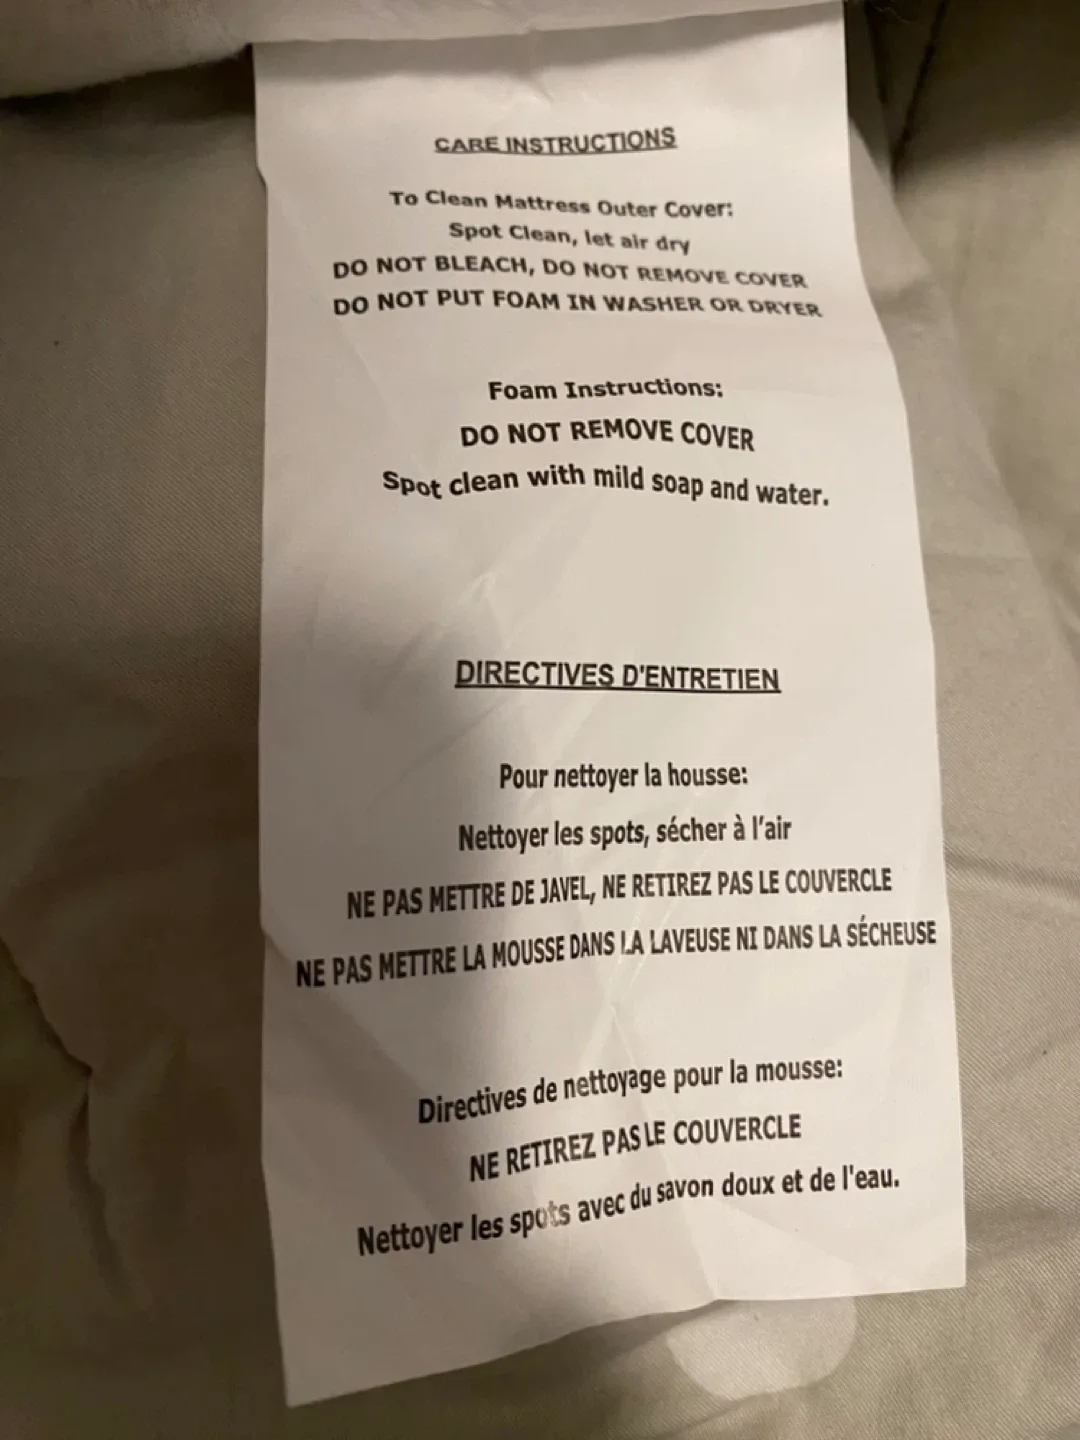 CARE INSTRUCTIONS
To Clean Mattress Outer Cover:
Spot Clean, let air dry
DO NOT BLEACH, DO NOT REMOVE COVER
DO NOT PUT FOAM IN WASHER OR DRYER
Foam Instructions:
DO NOT REMOVE COVER
Spot clean with mild soap and water.
DIRECTIVES D'ENTRETIEN
Pour nettoyer la housse:
Nettoyer les spots, sécher à l'air
NE PAS METTRE DE JAVEL, NE RETIREZ PAS LE COUVERCLE
NE PAS METTRE LA MOUSSE DANS LA LAVEUSE NI DANS LA SÉCHEUSE
Directives de nettoyage pour la mousse:
NE RETIREZ PAS LE COUVERCLE
Nettoyer les spots avec du savon doux et de l'eau.